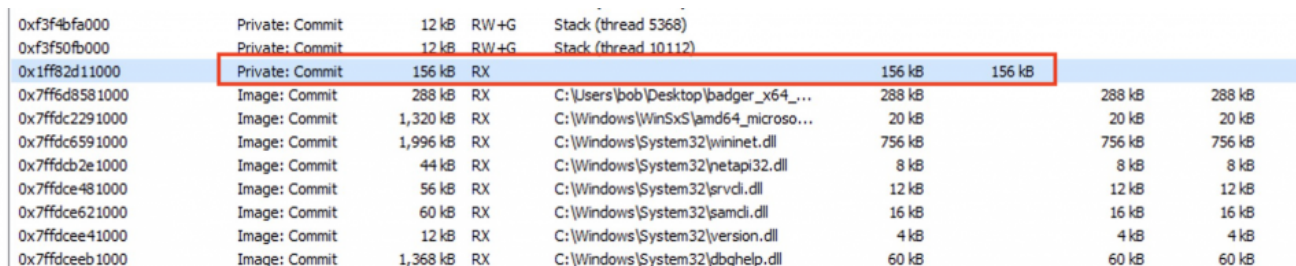 0xf3f4bfa000 Private: Commit 12 kB RW+G Stack (thread 5368)
0xf3f50fb000 Private: Commit 12 kB RW+G Stack (thread 10112)
0x1ff82d11000 Private: Commit 156 kB RX 156 kB 156 kB
0x7ff6d8581000 Image: Commit 288 kB RX C:\Users\bob\Desktop\badger_x64_... 288 kB 288 kB 288 kB
0x7ffdc2291000 Image: Commit 1,320 kB RX C:\Windows\WinSxS\amd64_microso... 20 kB 20 kB 20 kB
0x7ffdc6591000 Image: Commit 1,996 kB RX C:\Windows\System32\wininet.dll 756 kB 756 kB 756 kB
0x7ffdcb2e1000 Image: Commit 44 kB RX C:\Windows\System32\netapi32.dll 8 kB 8 kB 8 kB
0x7ffdce481000 Image: Commit 56 kB RX C:\Windows\System32\srvcli.dll 12 kB 12 kB 12 kB
0x7ffdce621000 Image: Commit 60 kB RX C:\Windows\System32\samcli.dll 16 kB 16 kB 16 kB
0x7ffdcee41000 Image: Commit 12 kB RX C:\Windows\System32\version.dll 4 kB 4 kB 4 kB
0x7ffdceeb1000 Image: Commit 1,368 kB RX C:\Windows\System32\dbghelp.dll 60 kB 60 kB 60 kB